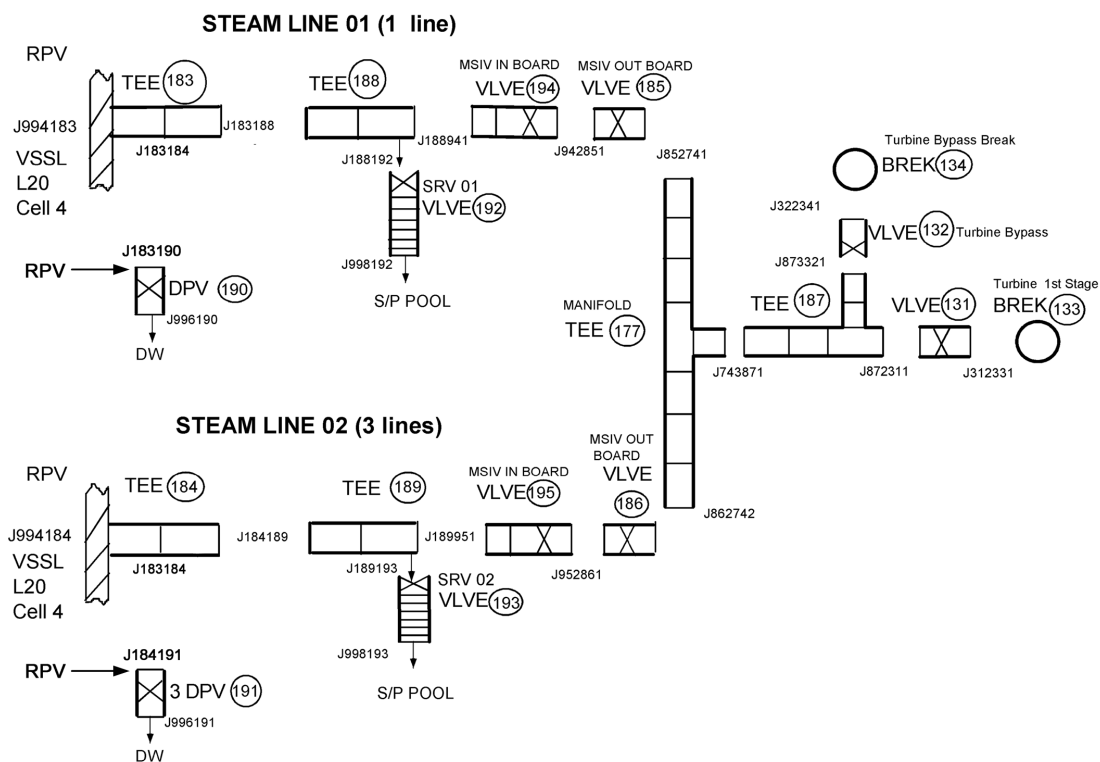 STEAM LINE 01 (1 line)
RPV
TEE 183
TEE 188
MSIV IN BOARD
VLVE 194
MSIV OUT BOARD
VLVE 185
J994183
J183188
J183184
J188941
J942851
J852741
VSSL
L20
Cell 4
J188192
SRV 01
VLVE 192
Turbine Bypass Break
BREK 134
J322341
VLVE 132 Turbine Bypass
J873321
J183190
RPV
DPV 190
J998192
S/P POOL
J996190
DW
MANIFOLD
TEE 177
TEE 187
VLVE 131
Turbine 1st Stage
BREK 133
J743871
J872311
J312331
STEAM LINE 02 (3 lines)
RPV
TEE 184
TEE 189
MSIV IN BOARD
VLVE 195
MSIV OUT
BOARD
VLVE
186
J862742
J994184
J184189
J189951
J183184
J189193
J952861
VSSL
L20
Cell 4
SRV 02
VLVE 193
J998193
S/P POOL
J184191
RPV
3 DPV 191
J996191
DW